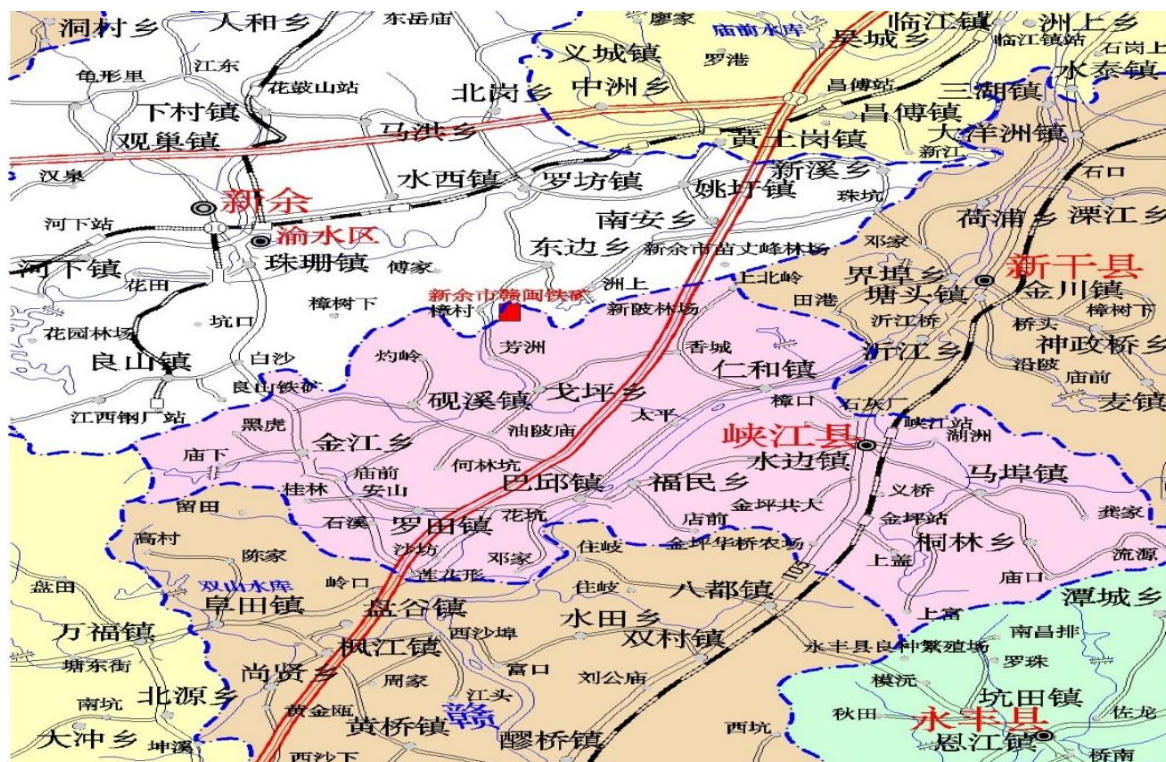 洞村乡
人和乡
东岳庙
廖家
庙前水库
吴城乡
临江镇
洲上乡
义城镇
罗港
临江镇站
石岗上
水泰镇
龟形里
江东
花鼓山站
北岗乡
中洲乡
昌傅站
三湖镇
下村镇
马洪乡
昌傅镇
观巢镇
黄土岗镇
大洋洲镇
新江
汉泉
水西镇
罗坊镇
姚圩镇
新溪乡
石口
珠坑
新余
南安乡
荷浦乡
溧江乡
河下站
渝水区
东边乡
新余市苗丈峰林场
邓家
河下镇
珠珊镇
傅家
界埠乡
新干县
花田
上北岭
新余市赣闽铁矿
洲上
田港
塘头镇
金川镇
樟树下
樟村
新陂林场
花园林场
坑口
沂江桥
桥头
樟树下
芳洲
香城
沂江乡
神政桥乡
良山镇
白沙
灼岭
仁和镇
沿陂
庙前
良山铁矿
戈坪乡
砚溪镇
太平
樟口
石灰厂
麦镇
江西钢厂站
黑虎
油陂庙
峡江县
峡江站
湖洲
金江乡
水边镇
庙下
庙前
何林坑
马埠镇
桂林
安山
巴邱镇
福民乡
义桥
留田
石溪
罗田镇
花坑
店前
金坪共大
金坪站
龚家
高村
陈家
沙坊
邓家
住岐
金坪华桥农场
上盖
桐林乡
流源
盘田
双山水库
岭口
莲花形
住岐
八都镇
105
庙口
阜田镇
盘谷镇
上富
潭城乡
万福镇
水田乡
西沙埠
双村镇
南昌排
塘东街
枫江镇
永丰县良种繁殖场
罗珠
尚贤乡
富口
刘公庙
南坑
北源乡
周家
江头
模沅
坑田镇
黄金瓯
赣
秋田
永丰县
佐龙
大冲乡
坤溪
黄桥镇
醪桥镇
西坑
恩江镇
西沙下
桥南